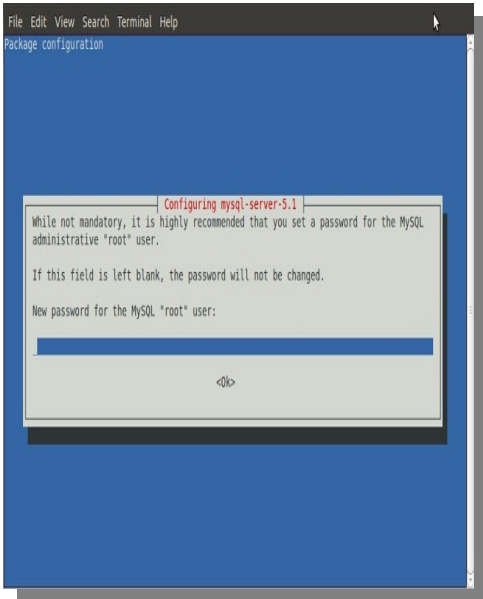 File Edit View Search Terminal Help
Package configuration
Configuring mysql-server-5.1
While not mandatory, it is highly recommended that you set a password for the MySQL
administrative "root" user.
If this field is left blank, the password will not be changed.
New password for the MySQL "root" user:
<Ok>